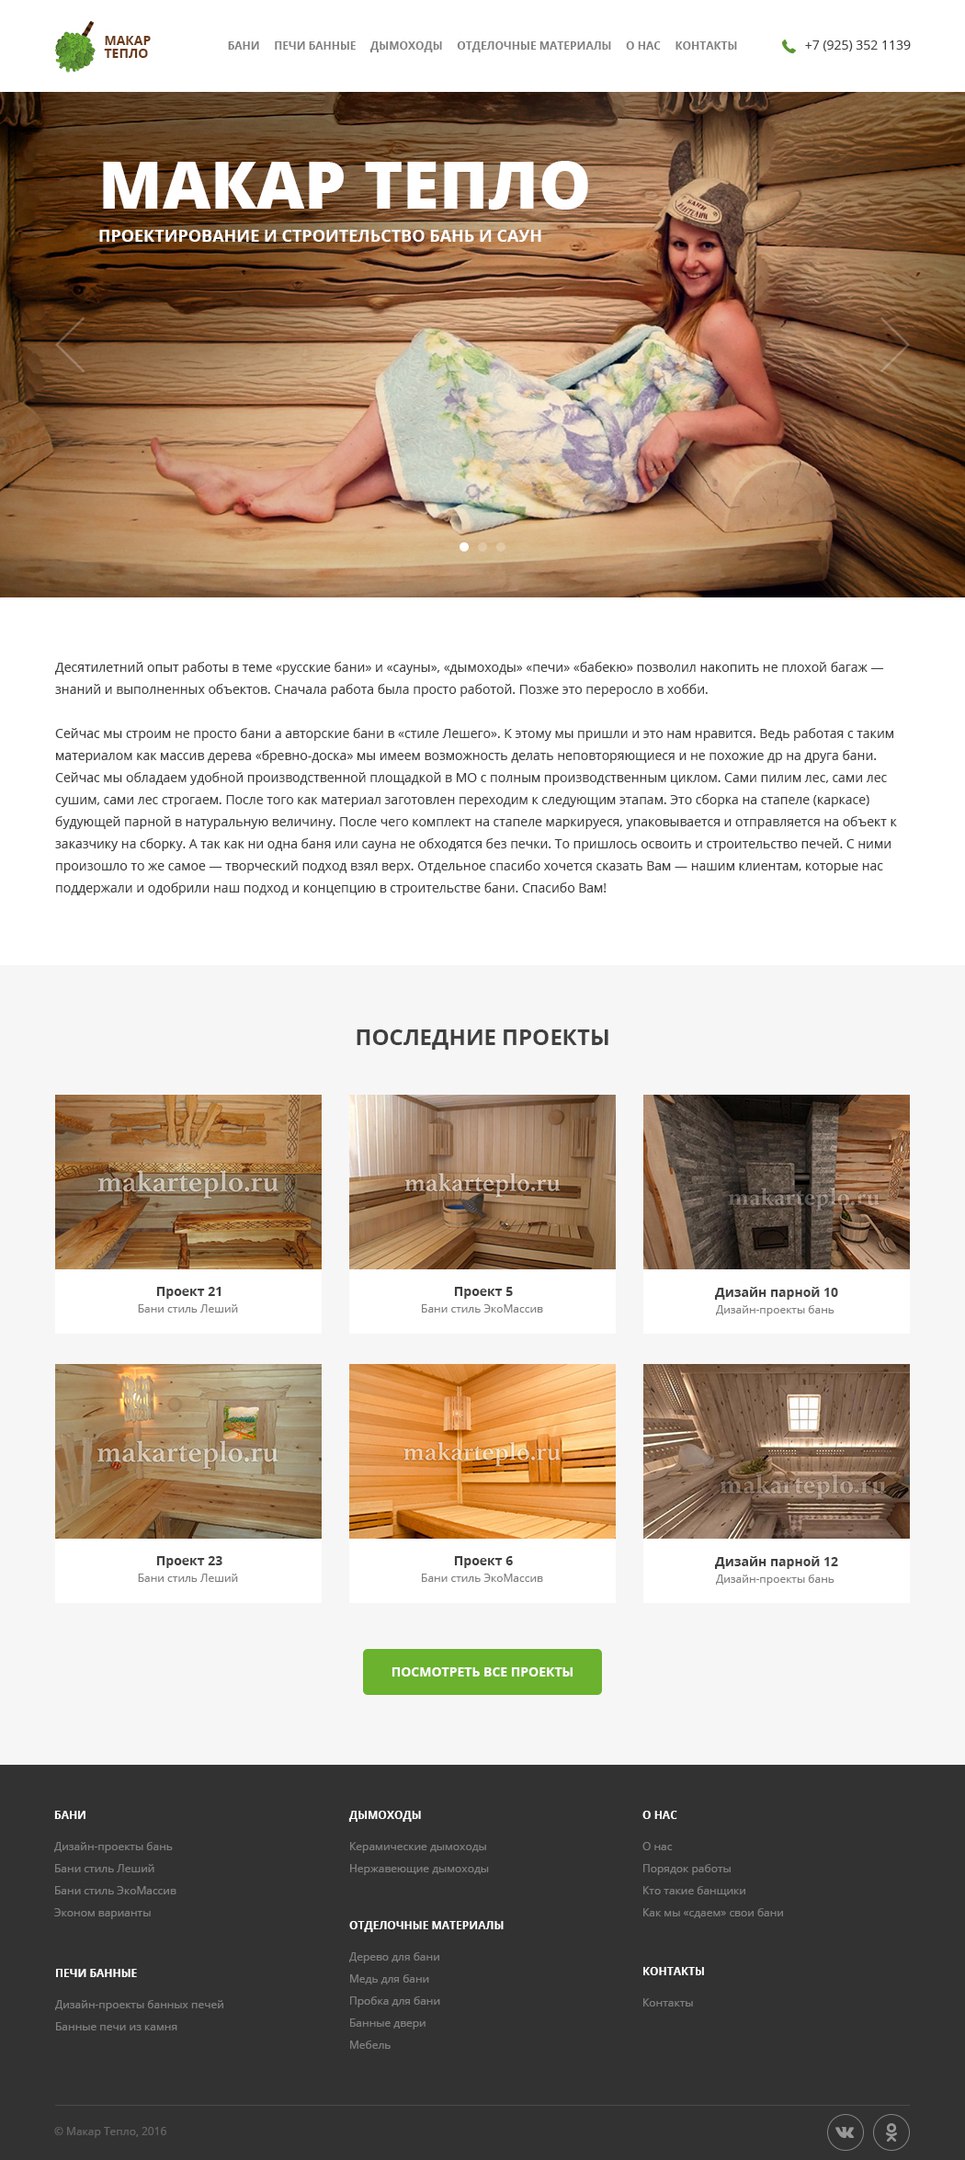 МАКАР
ТЕПЛО
БАНИ ПЕЧИ БАННЫЕ ДЫМОХОДЫ ОТДЕЛОЧНЫЕ МАТЕРИАЛЫ О НАС КОНТАКТЫ
+7 (925) 352 1139
МАКАР ТЕПЛО
ПРОЕКТИРОВАНИЕ И СТРОИТЕЛЬСТВО БАНЬ И САУН
БАНИ
Десятилетний опыт работы в теме «русские бани» и «сауны», «дымоходы» «печи» «бабекю» позволил накопить не плохой багаж —
знаний и выполненных объектов. Сначала работа была просто работой. Позже это переросло в хобби.
Сейчас мы строим не просто бани а авторские бани в «стиле Лешего». К этому мы пришли и это нам нравится. Ведь работая с таким
материалом как массив дерева «бревно-доска» мы имеем возможность делать неповторяющиеся и не похожие др на друга бани.
Сейчас мы обладаем удобной производственной площадкой в МО с полным производственным циклом. Сами пилим лес, сами лес
сушим, сами лес строгаем. После того как материал заготовлен переходим к следующим этапам. Это сборка на стапеле (каркасе)
будующей парной в натуральную величину. После чего комплект на стапеле маркируеся, упаковывается и отправляется на объект к
заказчику на сборку. А так как ни одна баня или сауна не обходятся без печки. То пришлось освоить и строительство печей. С ними
произошло то же самое — творческий подход взял верх. Отдельное спасибо хочется сказать Вам — нашим клиентам, которые нас
поддержали и одобрили наш подход и концепцию в строительстве бани. Спасибо Вам!
ПОСЛЕДНИЕ ПРОЕКТЫ
makarteplo.ru makarteplo.ru makarteplo.ru
Проект 21 Проект 5 Дизайн парной 10
Бани стиль Леший Бани стиль ЭкоМассив Дизайн-проекты бань
makarteplo.ru makarteplo.ru makarteplo.ru
Проект 23 Проект 6 Дизайн парной 12
Бани стиль Леший Бани стиль ЭкоМассив Дизайн-проекты бань
ПОСМОТРЕТЬ ВСЕ ПРОЕКТЫ
БАНИ
Дизайн-проекты бань
Бани стиль Леший
Бани стиль ЭкоМассив
Эконом варианты
ПЕЧИ БАННЫЕ
Дизайн-проекты банных печей
Банные печи из камня
ДЫМОХОДЫ
Керамические дымоходы
Нержавеющие дымоходы
ОТДЕЛОЧНЫЕ МАТЕРИАЛЫ
Дерево для бани
Медь для бани
Пробка для бани
Банные двери
Мебель
О НАС
О нас
Порядок работы
Кто такие банщики
Как мы «сдаем» свои бани
КОНТАКТЫ
Контакты
© Макар Тепло, 2016